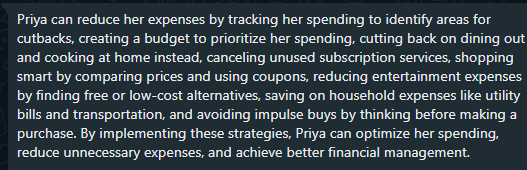 Priya can reduce her expenses by tracking her spending to identify areas for
cutbacks, creating a budget to prioritize her spending, cutting back on dining out
and cooking at home instead, canceling unused subscription services, shopping
smart by comparing prices and using coupons, reducing entertainment expenses
by finding free or low-cost alternatives, saving on household expenses like utility
bills and transportation, and avoiding impulse buys by thinking before making a
purchase. By implementing these strategies, Priya can optimize her spending,
reduce unnecessary expenses, and achieve better financial management.